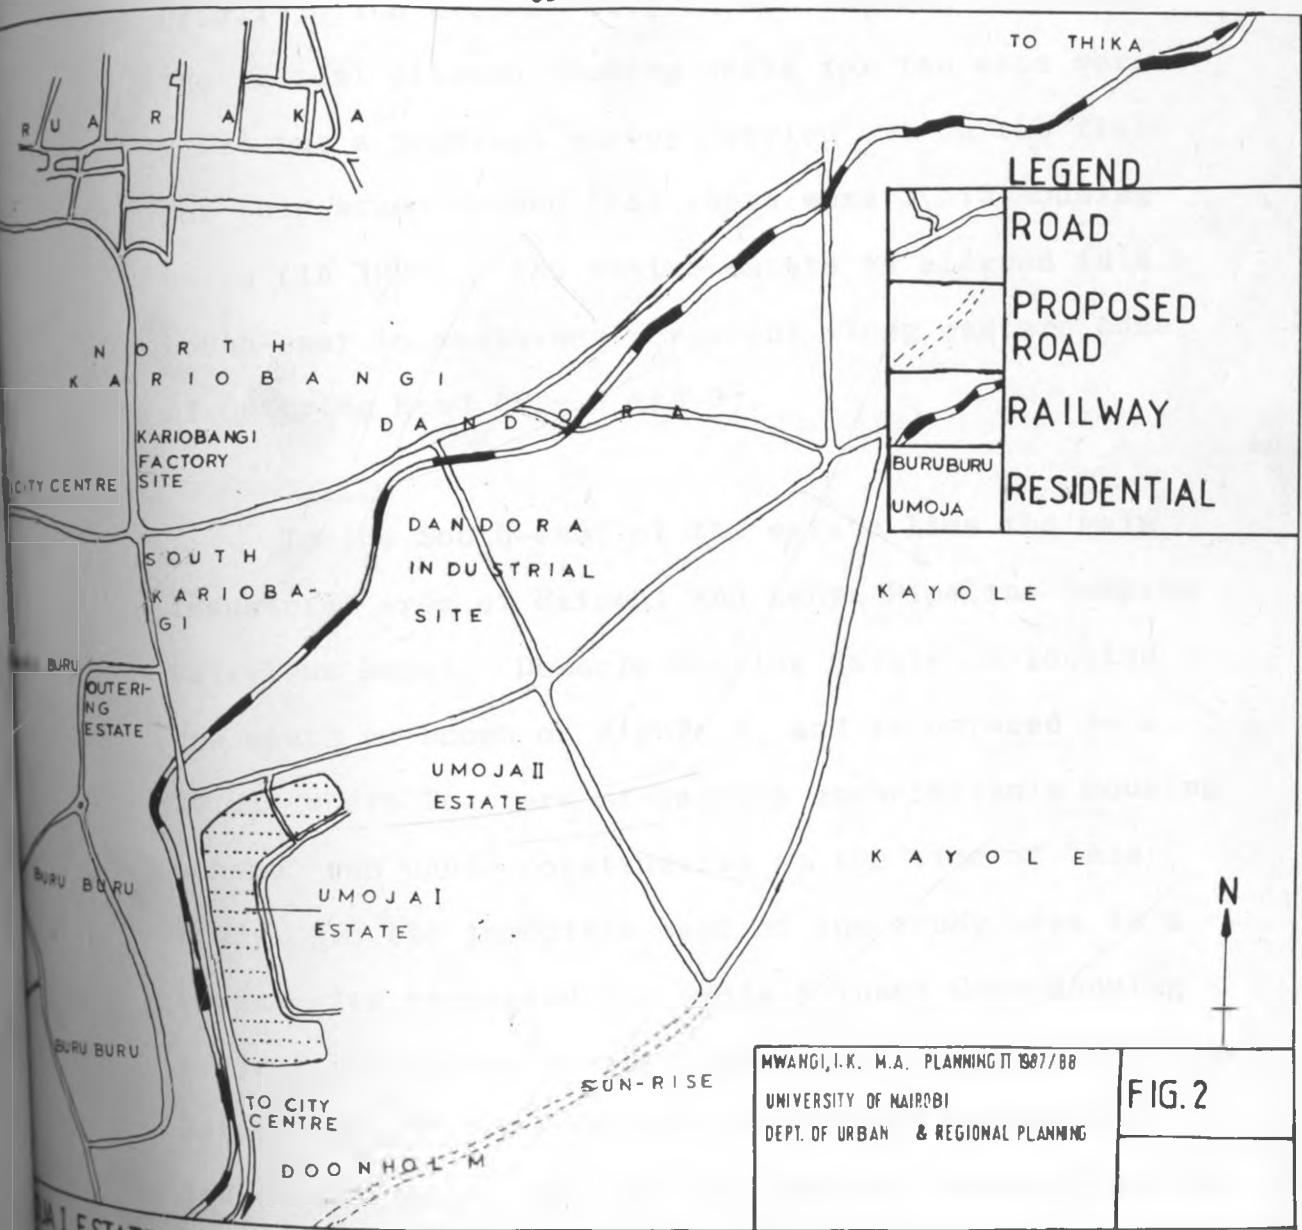 TO THIKA
R U A R A K A
LEGEND
ROAD
PROPOSED
ROAD
RAILWAY
BURUBURU
UMOJA
RESIDENTIAL
N O R T H
K A R I O B A N G I
D A N D O R A
KARIOBANGI
FACTORY
SITE
CITY CENTRE
DANDORA
INDUSTRIAL
SITE
SOUTH
KARIOBA-
GI
KAYOLE
BURU
OUTERI-
NG
ESTATE
UMOJA II
ESTATE
KAYOLE
BURU BURU
UMOJA I
ESTATE
N
BURU BURU
SUN-RISE
TO CITY
CENTRE
DOONHOLM
MWANGI, I.K. M.A. PLANNING II 1987/88
UNIVERSITY OF NAIROBI
DEPT. OF URBAN & REGIONAL PLANNING
FIG. 2